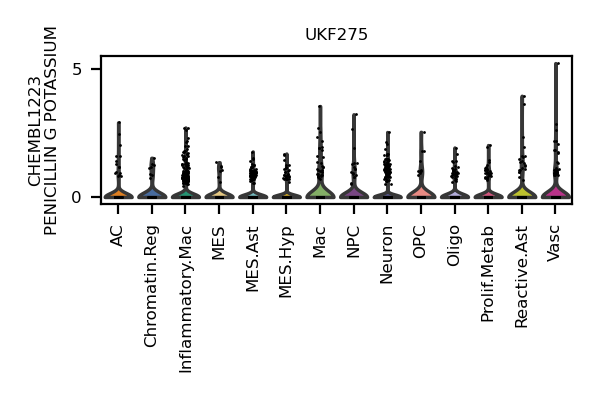 UKF275
CHEMBL1223
PENICILLIN G POTASSIUM
5
0
AC
Chromatin.Reg
Inflammatory.Mac
MES
MES.Ast
MES.Hyp
Mac
NPC
Neuron
OPC
Oligo
Prolif.Metab
Reactive.Ast
Vasc